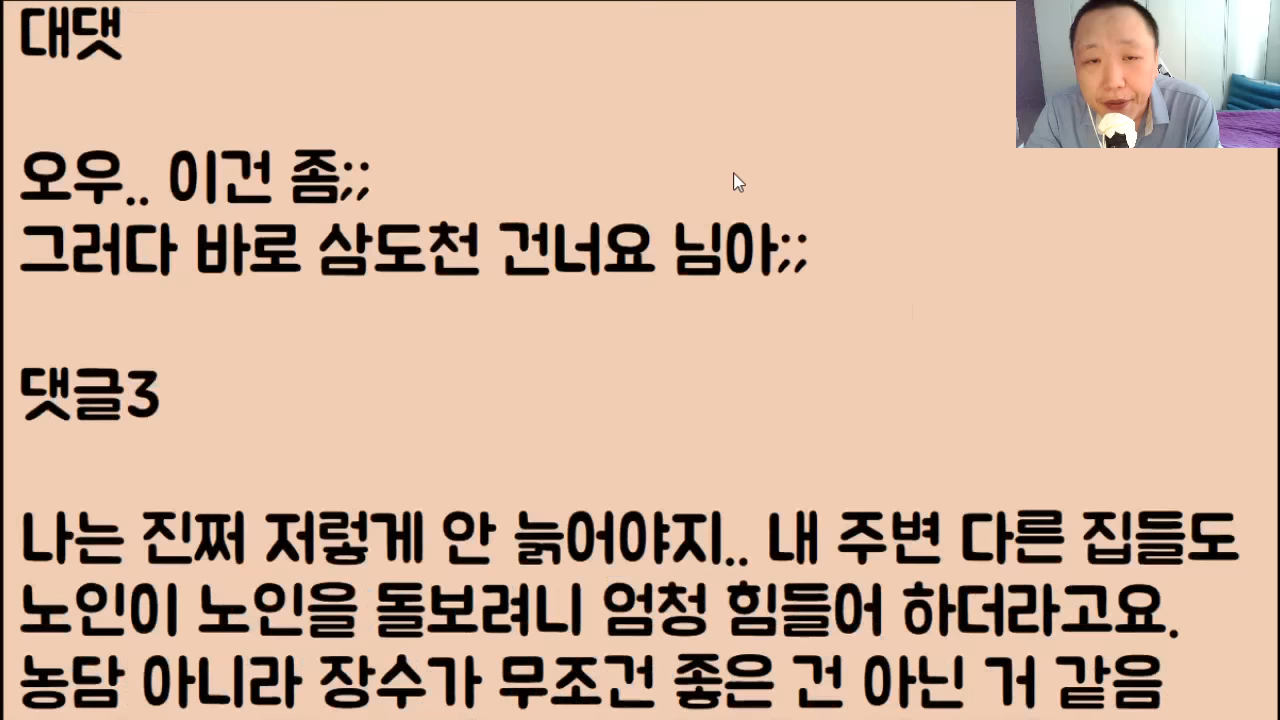 대댓
오우.. 이건 좀;;
그러다 바로 삼도천 건너요 님아;;
댓글3
나는 진쩌 저렇게 안 늙어야지.. 내 주변 다른 집들도
노인이 노인을 돌보려니 엄청 힘들어 하더라고요.
농담 아니라 장수가 무조건 좋은 건 아닌 거 같음